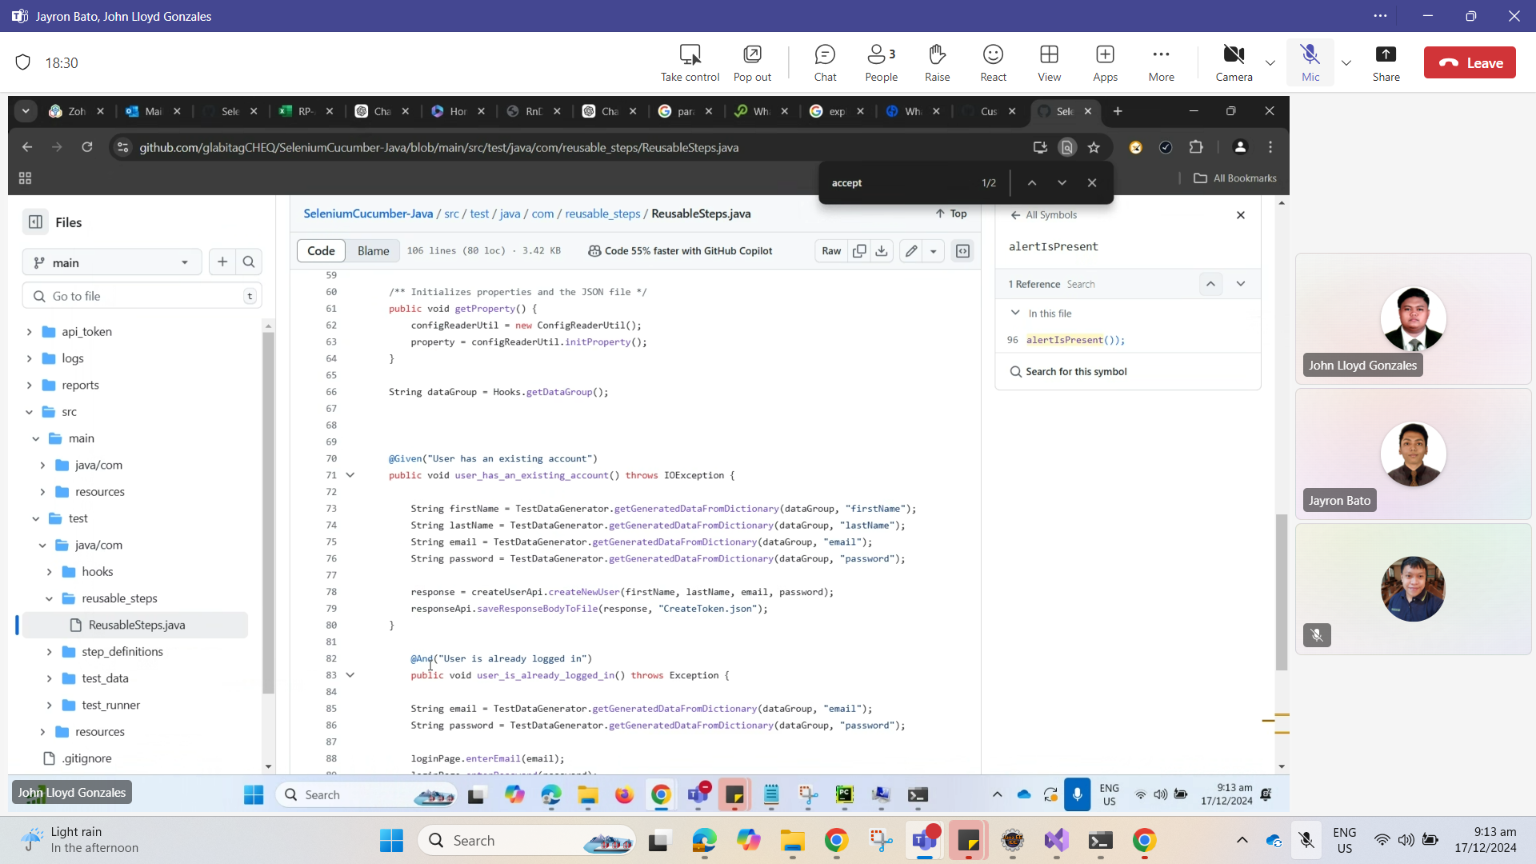 Jayron Bato, John Lloyd Gonzales
18:30
Take control
Pop out
Chat
3
People
Raise
React
View
Apps
More
Camera
Mic
Share
Leave
Zoh
Mai
Sele
RP-
Cha
Hor
RnD
Cha
para
Wh
exp
Wha
Cus
Sele
github.com/glabitagCHEQ/SeleniumCucumber-Java/blob/main/src/test/java/com/reusable_steps/ReusableSteps.java
accept
1/2
All Bookmarks
Files
main
Go to file
t
api_token
logs
reports
src
main
java/com
resources
test
java/com
hooks
reusable_steps
ReusableSteps.java
step_definitions
test_data
test_runner
resources
.gitignore
SeleniumCucumber-Java / src / test / java / com / reusable_steps / ReusableSteps.java
Top
Code
Blame
106 lines (80 loc) · 3.42 KB
Code 55% faster with GitHub Copilot
Raw
59
60 /** Initializes properties and the JSON file */
61 public void getProperty() {
62 configReaderUtil = new ConfigReaderUtil();
63 property = configReaderUtil.initProperty();
64 }
65
66 String dataGroup = Hooks.getDataGroup();
67
68
69
70 @Given("User has an existing account")
71 public void user_has_an_existing_account() throws IOException {
72
73 String firstName = TestDataGenerator.getGeneratedDataFromDictionary(dataGroup, "firstName");
74 String lastName = TestDataGenerator.getGeneratedDataFromDictionary(dataGroup, "lastName");
75 String email = TestDataGenerator.getGeneratedDataFromDictionary(dataGroup, "email");
76 String password = TestDataGenerator.getGeneratedDataFromDictionary(dataGroup, "password");
77
78 response = createUserApi.createNewUser(firstName, lastName, email, password);
79 responseApi.saveResponseBodyToFile(response, "CreateToken.json");
80 }
81
82 @And("User is already logged in")
83 public void user_is_already_logged_in() throws Exception {
84
85 String email = TestDataGenerator.getGeneratedDataFromDictionary(dataGroup, "email");
86 String password = TestDataGenerator.getGeneratedDataFromDictionary(dataGroup, "password");
87
88 loginPage.enterEmail(email);
All Symbols
alertIsPresent
1 Reference Search
In this file
96 alertIsPresent());
Search for this symbol
John Lloyd Gonzales
Jayron Bato
John Lloyd Gonzales
Search
ENG
US
9:13 am
17/12/2024
Light rain
In the afternoon
Search
ENG
US
9:13 am
17/12/2024